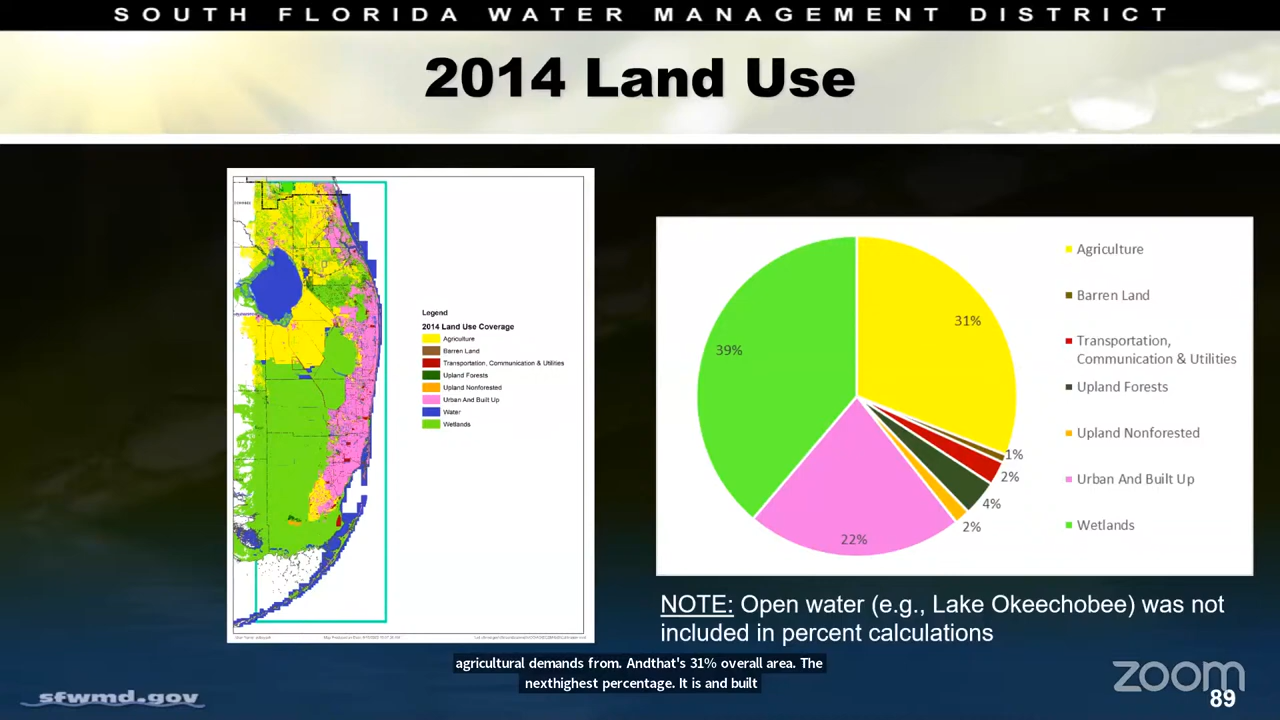 SOUTH FLORIDA WATER MANAGEMENT DISTRICT
2014 Land Use
Legend
2014 Land Use Coverage
Agriculture
Barren Land
Transportation, Communication & Utilities
Upland Forests
Upland Nonforested
Urban And Built Up
Water
Wetlands
31%
1%
2%
4%
2%
22%
39%
Agriculture
Barren Land
Transportation,
Communication & Utilities
Upland Forests
Upland Nonforested
Urban And Built Up
Wetlands
NOTE: Open water (e.g., Lake Okeechobee) was not
included in percent calculations
agricultural demands from. Andthat's 31% overall area. The
nexthighest percentage. It is and built
sfwmd.gov
zoom
89